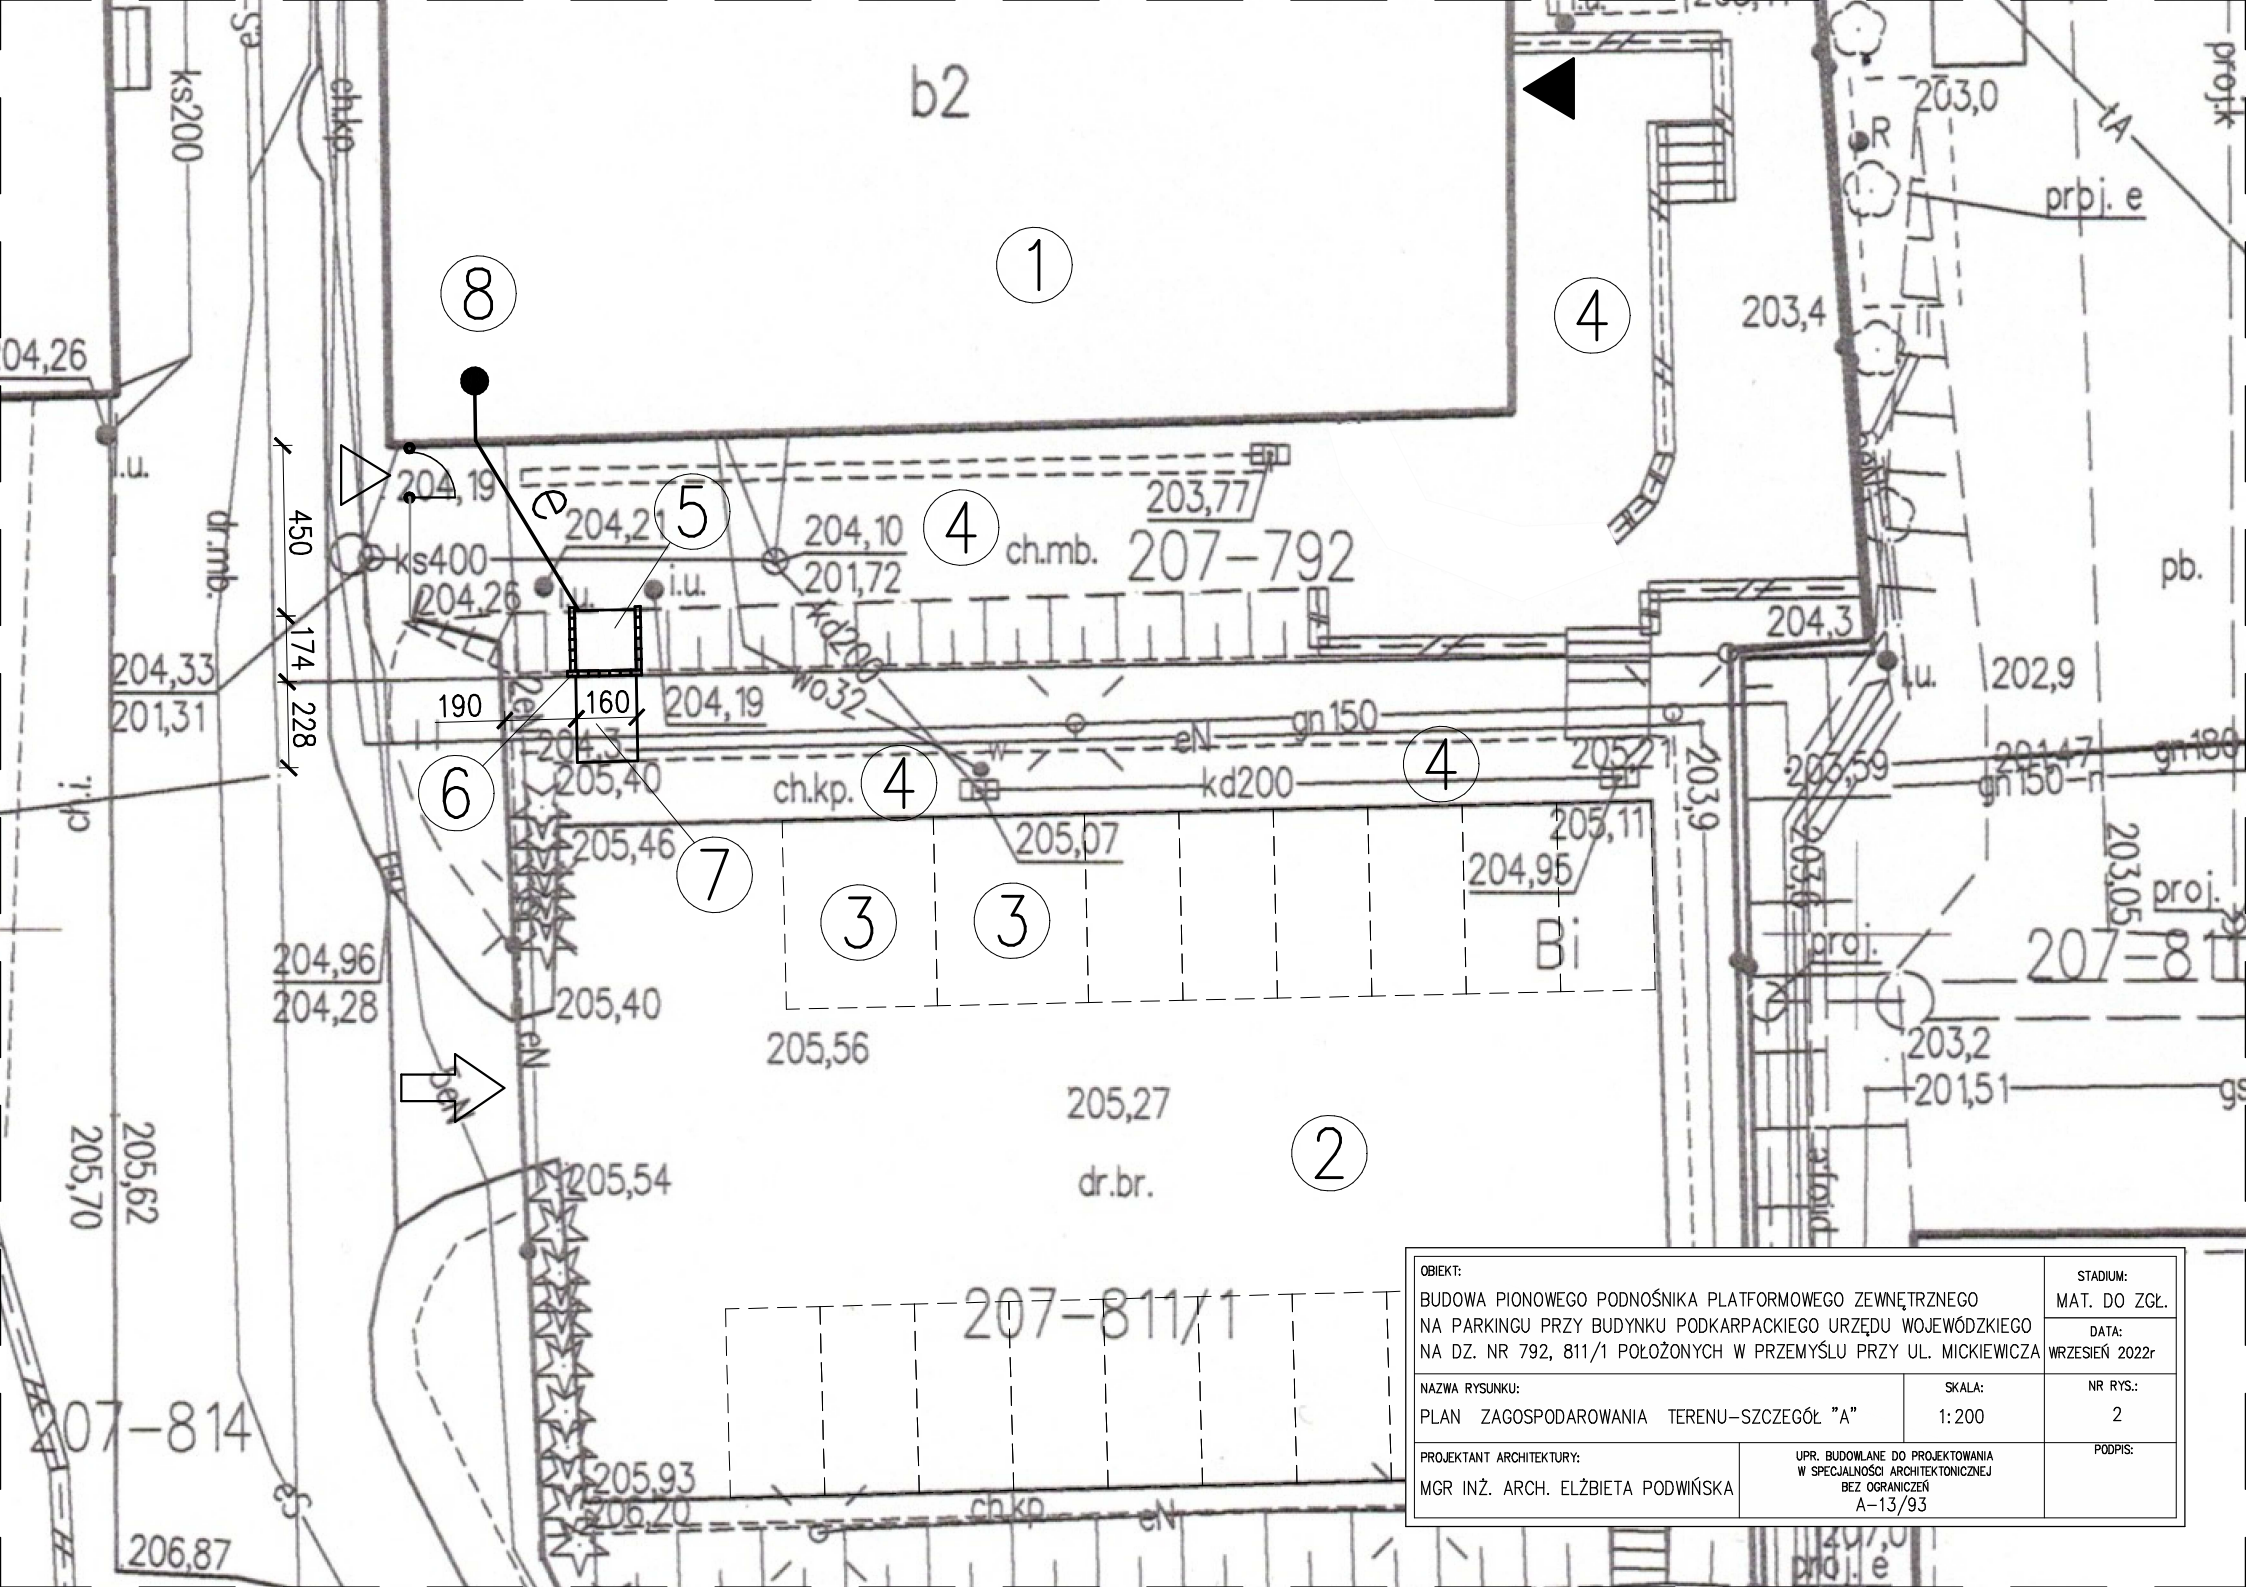 ks200
ch.kp.
b2
203,0
proj.k
tA
R
proj. e
1
8
4
203,4
04,26
i.u.
204,19
e
204,21
5
203,77
204,10
201,72
4
ch.mb.
207-792
dr.mb.
450
ks400
204,26
i.u.
i.u.
pb.
kd200
wo32
204,3
174
204,33
201,31
228
190
160
204,19
2eN
i.u.
202,9
gn150
eN
w
204,3
205,40
6
ch.kp.
4
4
kd200
205,21
203,9
201,47
gn180
gn150
205,46
7
205,07
205,11
204,95
203,6
203,05
proj.
3
3
Bi
proj.
207-81
204,96
204,28
205,40
eN
205,56
205,27
203,2
201,51
gs
205,70
205,62
205,54
2
dr.br.
proj.e
207-811/1
07-814
205,93
206,20
ch.kp
eN
206,87
207,0
proj. e
OBIEKT:
BUDOWA PIONOWEGO PODNOŚNIKA PLATFORMOWEGO ZEWNĘTRZNEGO
NA PARKINGU PRZY BUDYNKU PODKARPACKIEGO URZĘDU WOJEWÓDZKIEGO
NA DZ. NR 792, 811/1 POŁOŻONYCH W PRZEMYŚLU PRZY UL. MICKIEWICZA
STADIUM:
MAT. DO ZGŁ.
DATA:
WRZESIEŃ 2022r
NAZWA RYSUNKU:
PLAN ZAGOSPODAROWANIA TERENU-SZCZEGÓŁ "A"
SKALA:
1:200
NR RYS.:
2
PROJEKTANT ARCHITEKTURY:
MGR INŻ. ARCH. ELŻBIETA PODWIŃSKA
UPR. BUDOWLANE DO PROJEKTOWANIA
W SPECJALNOŚCI ARCHITEKTONICZNEJ
BEZ OGRANICZEŃ
A-13/93
PODPIS: